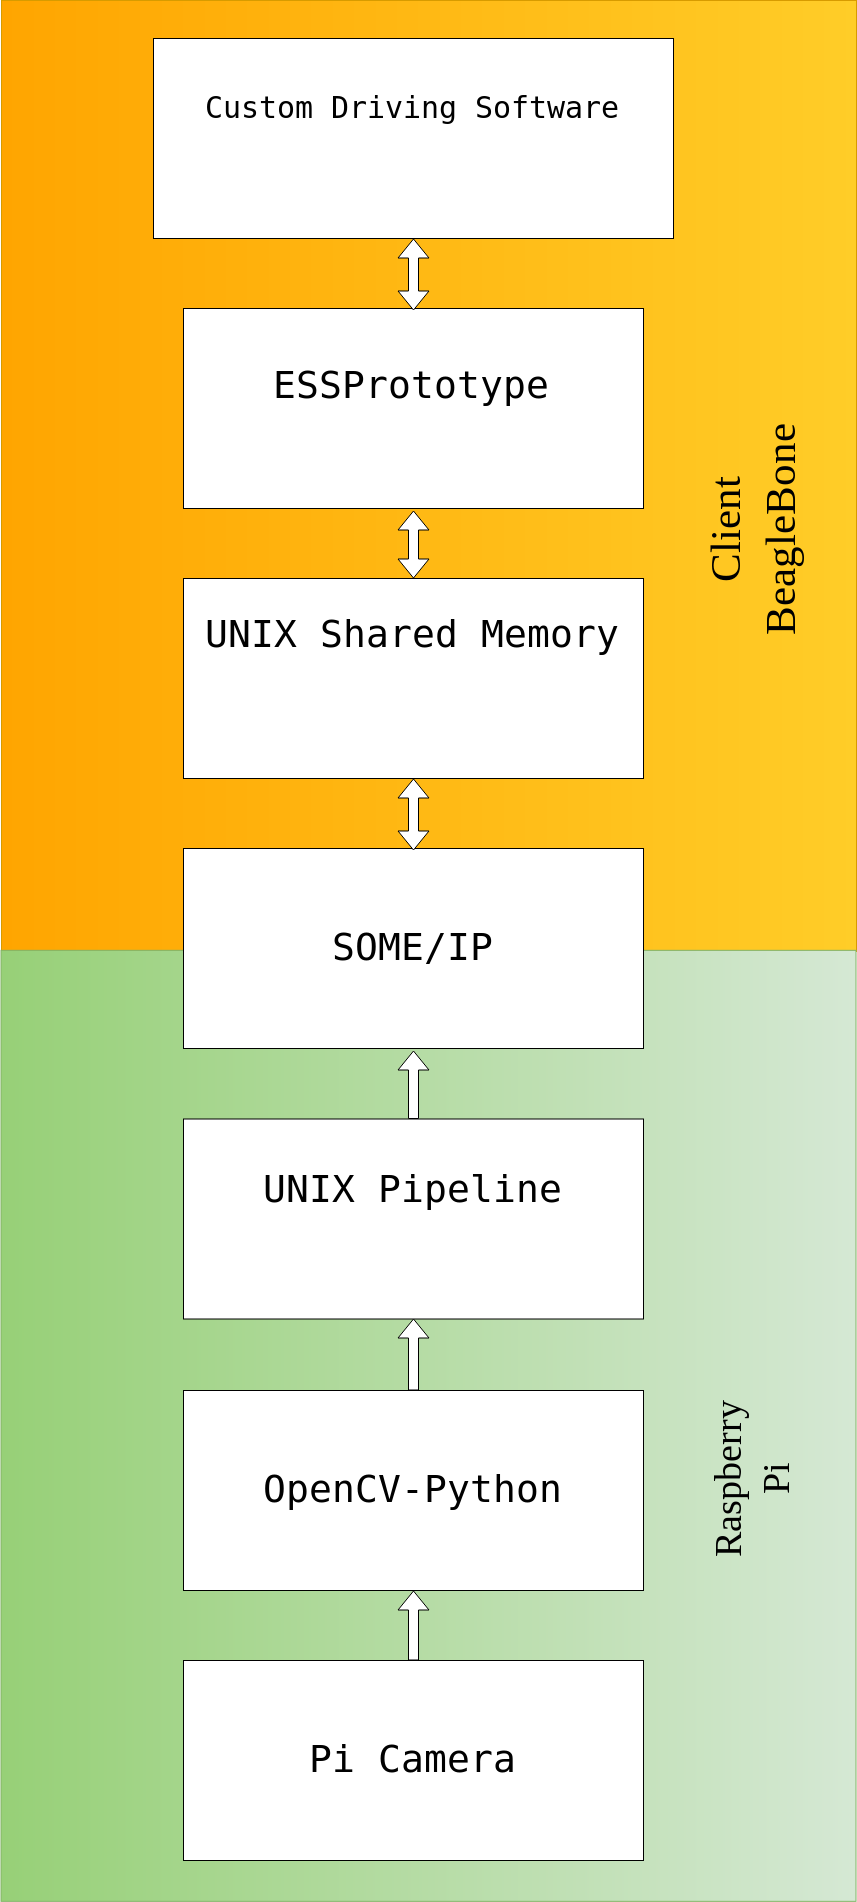 Custom Driving Software
ESSPrototype
UNIX Shared Memory
Client
BeagleBone
SOME/IP
UNIX Pipeline
OpenCV-Python
Raspberry
Pi
Pi Camera